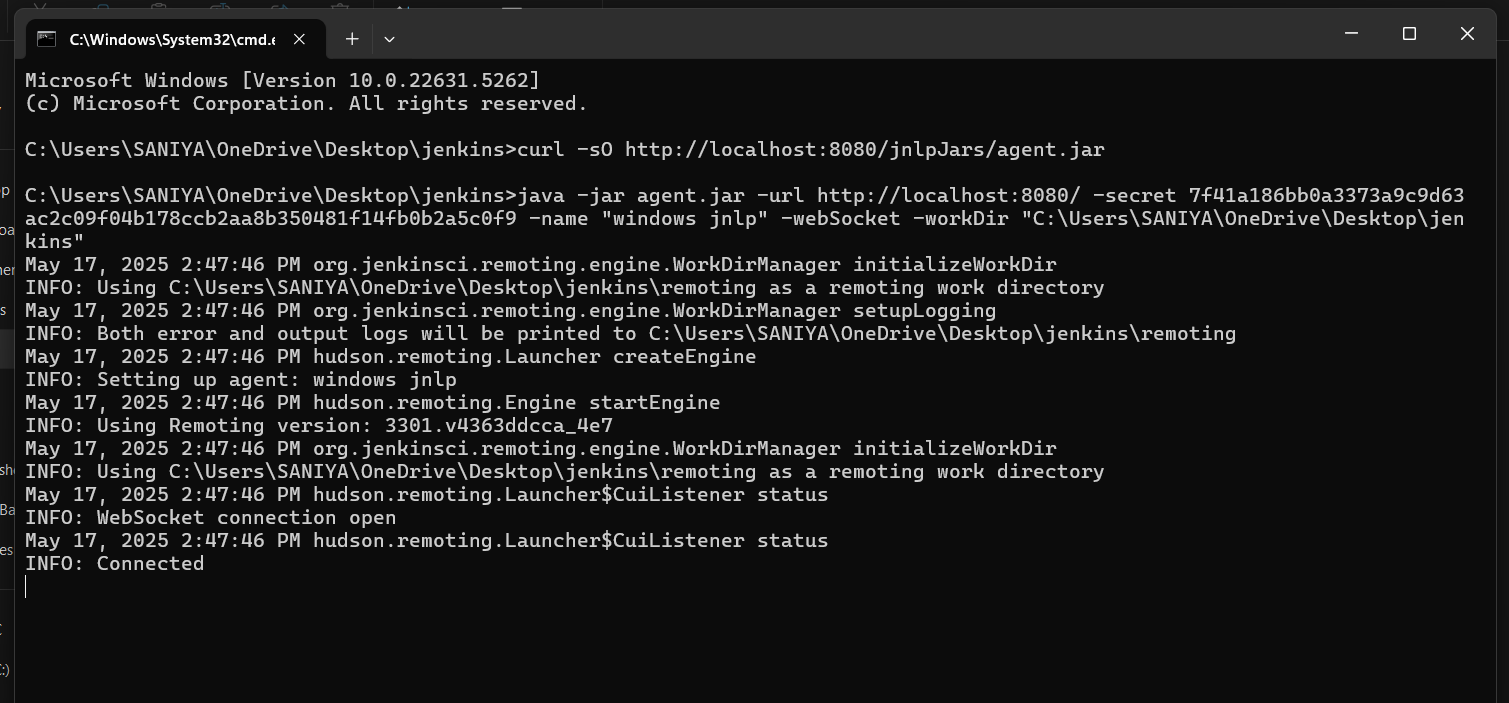 C:\Windows\System32\cmd.e
Microsoft Windows [Version 10.0.22631.5262]
(c) Microsoft Corporation. All rights reserved.
C:\Users\SANIYA\OneDrive\Desktop\jenkins>curl -sO http://localhost:8080/jnlpJars/agent.jar
C:\Users\SANIYA\OneDrive\Desktop\jenkins>java -jar agent.jar -url http://localhost:8080/ -secret 7f41a186bb0a3373a9c9d63
ac2c09f04b178ccb2aa8b350481f14fb0b2a5c0f9 -name "windows jnlp" -webSocket -workDir "C:\Users\SANIYA\OneDrive\Desktop\jen
kins"
May 17, 2025 2:47:46 PM org.jenkinsci.remoting.engine.WorkDirManager initializeWorkDir
INFO: Using C:\Users\SANIYA\OneDrive\Desktop\jenkins\remoting as a remoting work directory
May 17, 2025 2:47:46 PM org.jenkinsci.remoting.engine.WorkDirManager setupLogging
INFO: Both error and output logs will be printed to C:\Users\SANIYA\OneDrive\Desktop\jenkins\remoting
May 17, 2025 2:47:46 PM hudson.remoting.Launcher createEngine
INFO: Setting up agent: windows jnlp
May 17, 2025 2:47:46 PM hudson.remoting.Engine startEngine
INFO: Using Remoting version: 3301.v4363ddcca_4e7
May 17, 2025 2:47:46 PM org.jenkinsci.remoting.engine.WorkDirManager initializeWorkDir
INFO: Using C:\Users\SANIYA\OneDrive\Desktop\jenkins\remoting as a remoting work directory
May 17, 2025 2:47:46 PM hudson.remoting.Launcher$CuiListener status
INFO: WebSocket connection open
May 17, 2025 2:47:46 PM hudson.remoting.Launcher$CuiListener status
INFO: Connected